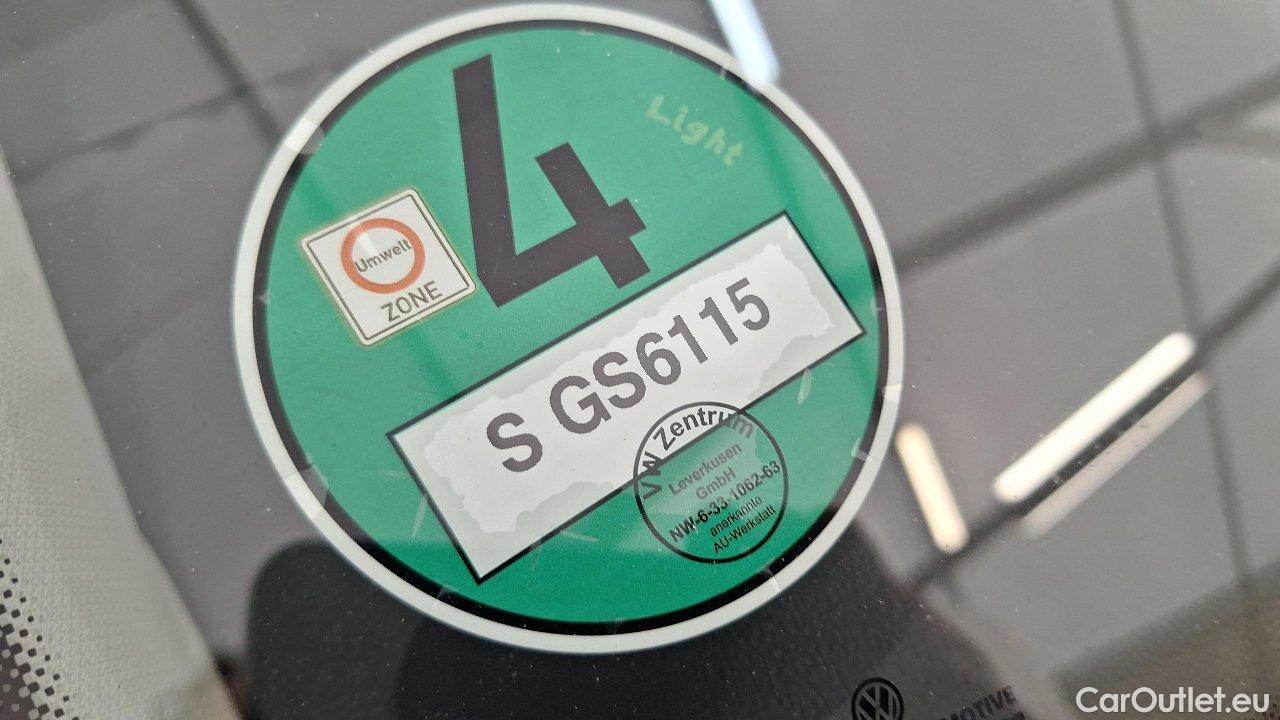 4
Light
Umwelt
ZONE
S GS6115
VW Zentrum
Leverkusen
GmbH
NW-6-33-1062-63
anerkannte
AU-Werkstatt
CarOutlet.eu